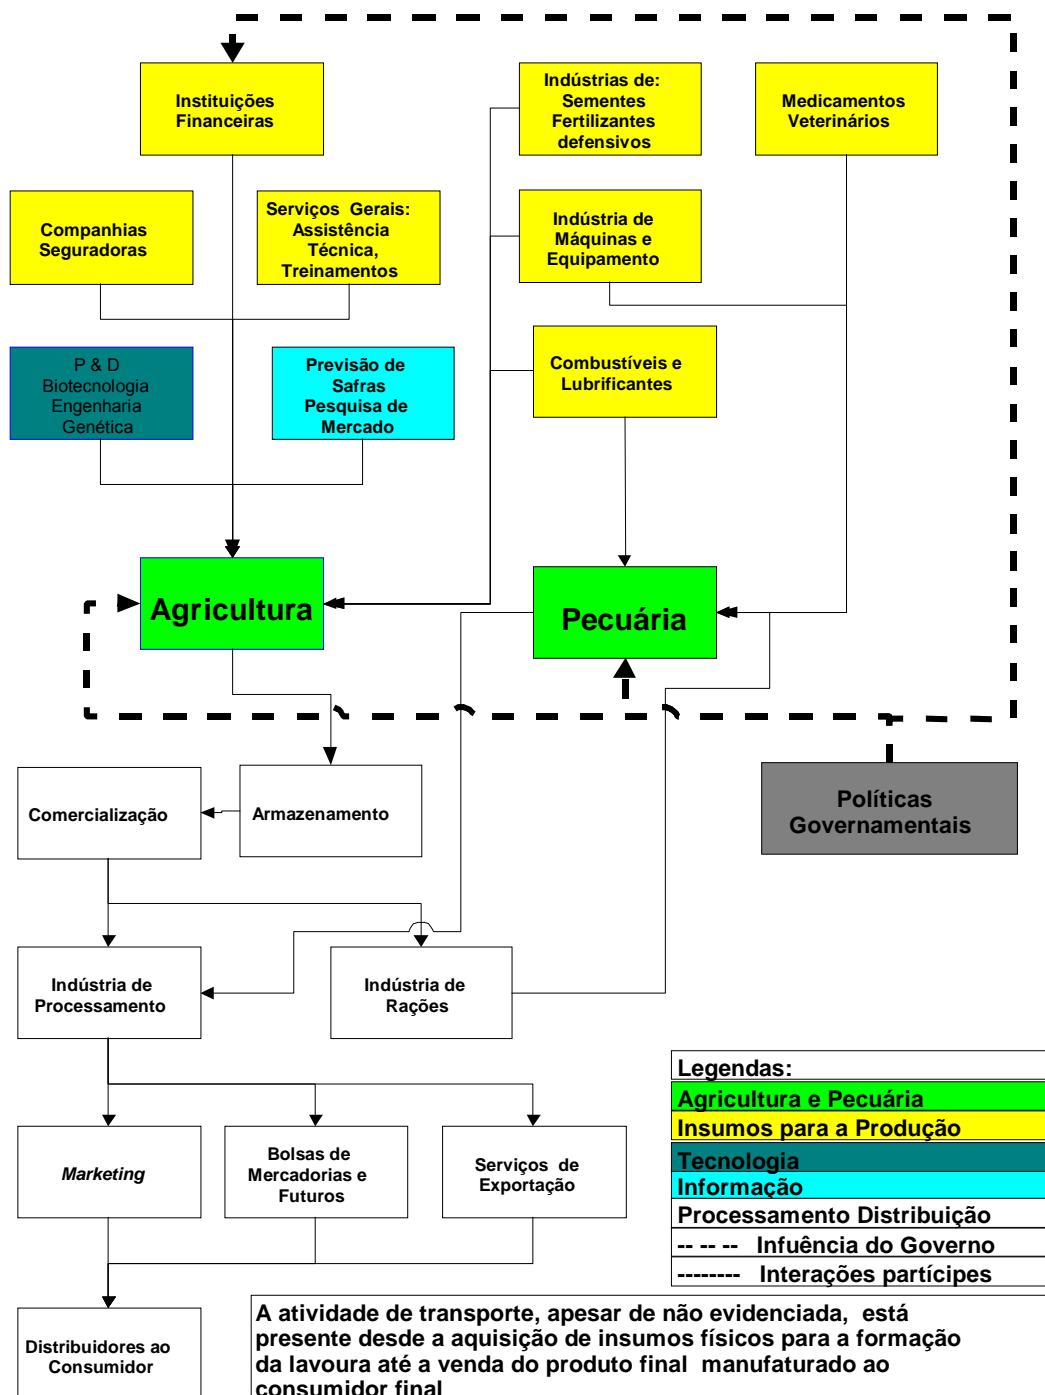 Instituições
Financeiras
Indústrias de:
Sementes
Fertilizantes
defensivos
Medicamentos
Veterinários
Companhias
Seguradoras
Serviços Gerais:
Assistência
Técnica,
Treinamentos
Indústria de
Máquinas e
Equipamento
P & D
Biotecnologia
Engenharia
Genética
Previsão de
Safras
Pesquisa de
Mercado
Combustíveis e
Lubrificantes
Agricultura
Pecuária
Comercialização
Armazenamento
Políticas
Governamentais
Indústria de
Processamento
Indústria de
Rações
Marketing
Bolsas de
Mercadorias e
Futuros
Serviços de
Exportação
Legendas:
Agricultura e Pecuária
Insumos para a Produção
Tecnologia
Informação
Processamento Distribuição
-- -- -- Infuência do Governo
-------- Interações partícipes
Distribuidores ao
Consumidor
A atividade de transporte, apesar de não evidenciada, está
presente desde a aquisição de insumos físicos para a formação
da lavoura até a venda do produto final manufaturado ao
consumidor final